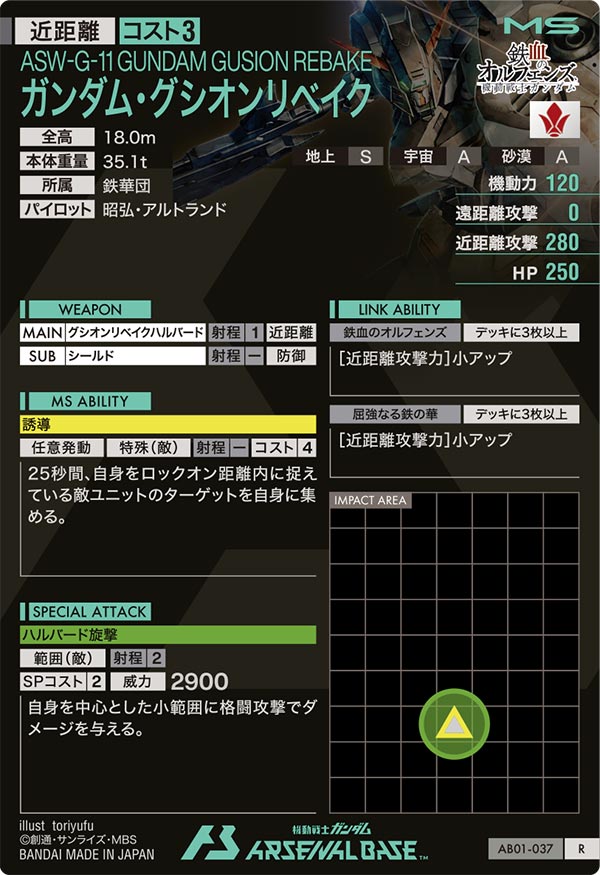 近距離 コスト3 MS
ASW-G-11 GUNDAM GUSION REBAKE
ガンダム・グシオンリベイク
鉄血のオルフェンズ
機動戦士ガンダム
全高 18.0m
本体重量 35.1t
所属 鉄華団
パイロット 昭弘・アルトランド
地上 S 宇宙 A 砂漠 A
機動力 120
遠距離攻撃 0
近距離攻撃 280
HP 250
WEAPON
MAIN グシオンリベイクハルバード 射程 1 近距離
SUB シールド 射程 ー 防御
MS ABILITY
誘導
任意発動 特殊(敵) 射程 ー コスト 4
25秒間、自身をロックオン距離内に捉え
ている敵ユニットのターゲットを自身に集
める。
SPECIAL ATTACK
ハルバード旋撃
範囲(敵) 射程 2
SPコスト 2 威力 2900
自身を中心とした小範囲に格闘攻撃でダ
メージを与える。
LINK ABILITY
鉄血のオルフェンズ デッキに3枚以上
[近距離攻撃力]小アップ
屈強なる鉄の華 デッキに3枚以上
[近距離攻撃力]小アップ
IMPACT AREA
illust toriyufu
©創通・サンライズ・MBS
BANDAI MADE IN JAPAN
機動戦士ガンダム
AB ARSENAL BASE™
AB01-037 R